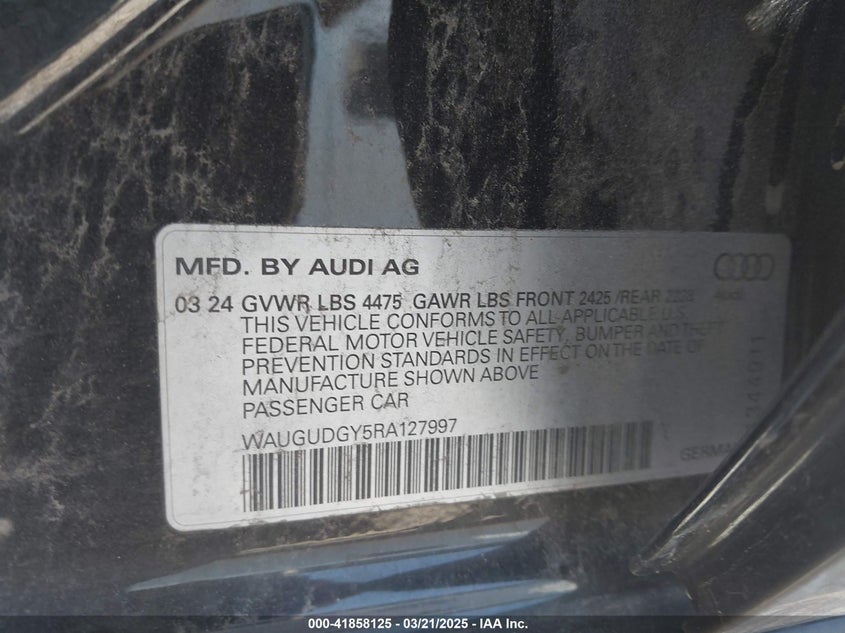 MFD. BY AUDI AG
03 24 GVWR LBS 4475 GAWR LBS FRONT 2425 /REAR
THIS VEHICLE CONFORMS TO ALL APPLICABLE U.S.
FEDERAL MOTOR VEHICLE SAFETY, BUMPER AND THEFT
PREVENTION STANDARDS IN EFFECT ON THE DATE OF
MANUFACTURE SHOWN ABOVE
PASSENGER CAR
WAUGUDGY5RA127997
000-41858125 - 03/21/2025 - IAA Inc.